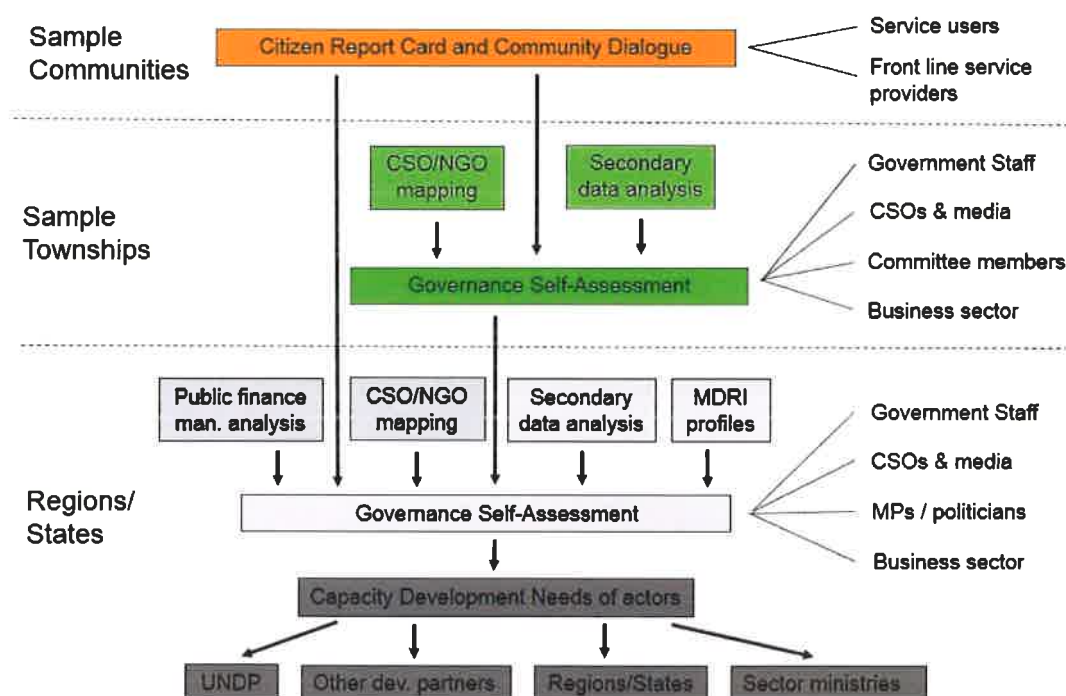 Sample
Communities
Citizen Report Card and Community Dialogue
Service users
Front line service
providers
Sample
Townships
CSO/NGO
mapping
Secondary
data analysis
Governance Self-Assessment
Government Staff
CSOs & media
Committee members
Business sector
Regions/
States
Public finance
man. analysis
CSO/NGO
mapping
Secondary
data analysis
MDRI
profiles
Governance Self-Assessment
Government Staff
CSOs & media
MPs / politicians
Business sector
Capacity Development Needs of actors
UNDP
Other dev. partners
Regions/States
Sector ministries